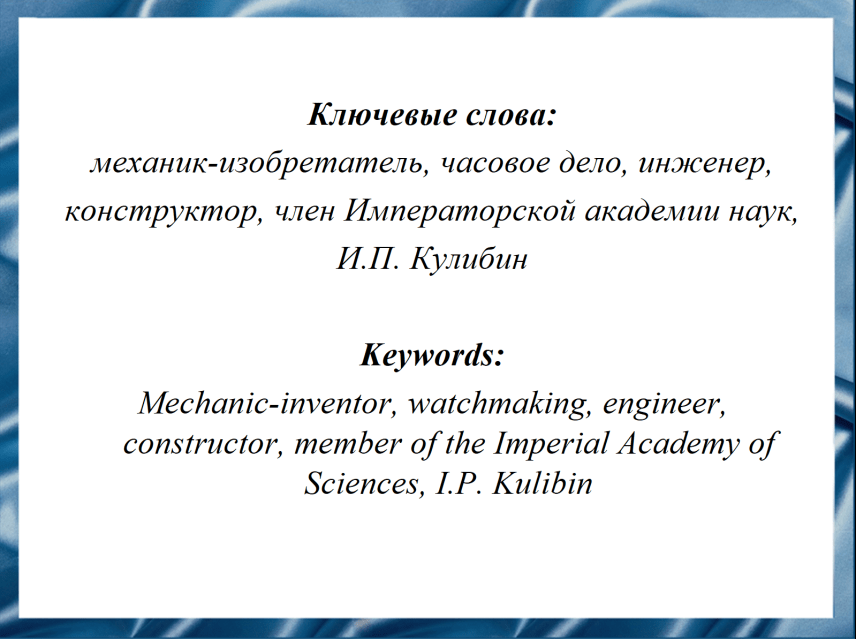 Ключевые слова:
механик-изобретатель, часовое дело, инженер,
конструктор, член Императорской академии наук,
И.П. Кулибин
Keywords:
Mechanic-inventor, watchmaking, engineer,
constructor, member of the Imperial Academy of
Sciences, I.P. Kulibin